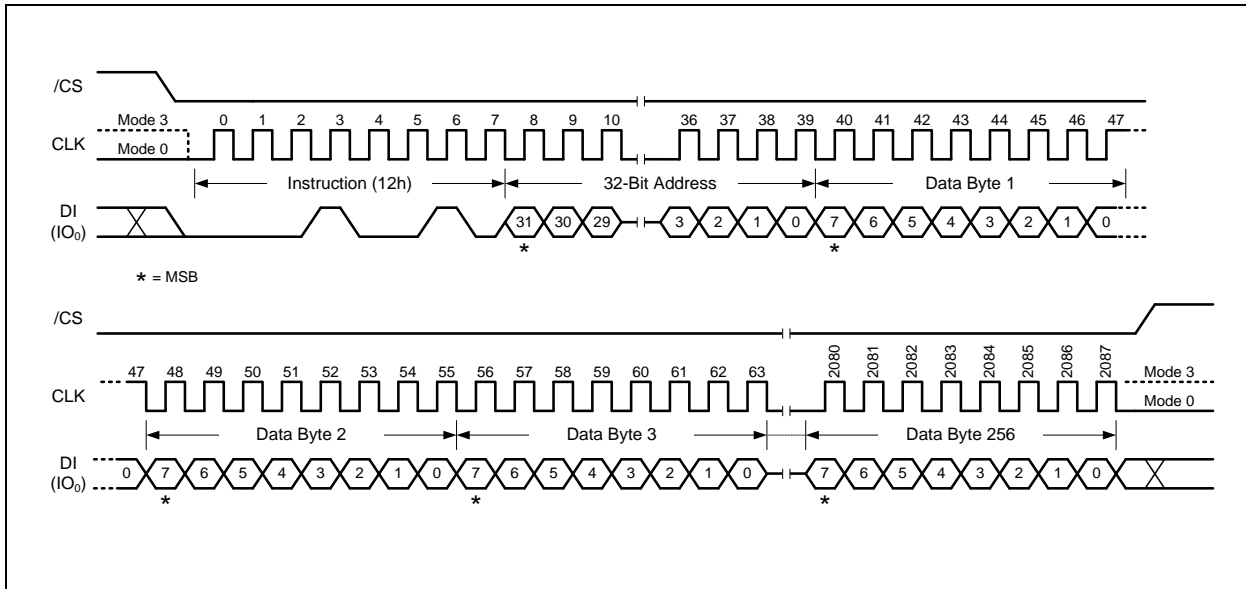 /CS
Mode 3 0 1 2 3 4 5 6 7 8 9 10 36 37 38 39 40 41 42 43 44 45 46 47
CLK Mode 0
Instruction (12h) 32-Bit Address Data Byte 1
DI
(IO₀) 31 30 29 3 2 1 0 7 6 5 4 3 2 1 0
* *
* = MSB
/CS
47 48 49 50 51 52 53 54 55 56 57 58 59 60 61 62 63 2080 2081 2082 2083 2084 2085 2086 2087 Mode 3
CLK Mode 0
Data Byte 2 Data Byte 3 Data Byte 256
DI
(IO₀) 0 7 6 5 4 3 2 1 0 7 6 5 4 3 2 1 0 7 6 5 4 3 2 1 0
* * *